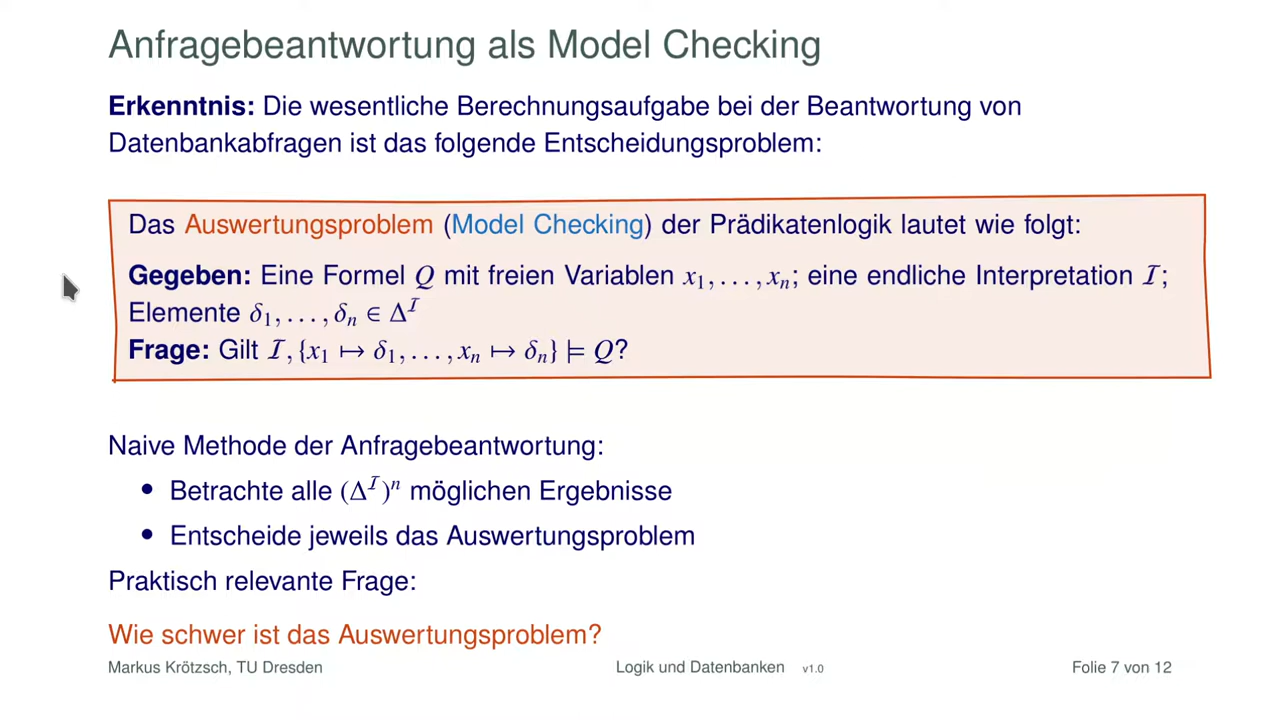 Anfragebeantwortung als Model Checking
Erkenntnis: Die wesentliche Berechnungsaufgabe bei der Beantwortung von
Datenbankabfragen ist das folgende Entscheidungsproblem:
Das Auswertungsproblem (Model Checking) der Prädikatenlogik lautet wie folgt:
Gegeben: Eine Formel Q mit freien Variablen x₁, . . . , xₙ; eine endliche Interpretation 𝓘;
Elemente δ₁, . . . , δₙ ∈ Δ^𝓘
Frage: Gilt 𝓘, {x₁ ↦ δ₁, . . . , xₙ ↦ δₙ} ⊨ Q?
Naive Methode der Anfragebeantwortung:
• Betrachte alle (Δ^𝓘)ⁿ möglichen Ergebnisse
• Entscheide jeweils das Auswertungsproblem
Praktisch relevante Frage:
Wie schwer ist das Auswertungsproblem?
Markus Krötzsch, TU Dresden Logik und Datenbanken v1.0 Folie 7 von 12